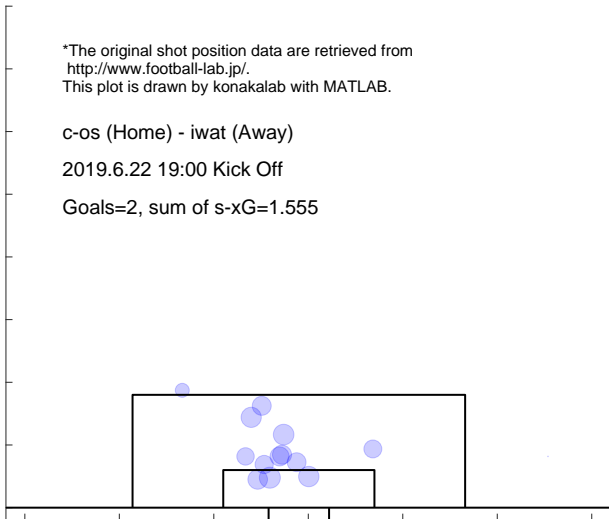 *The original shot position data are retrieved from
http://www.football-lab.jp/.
This plot is drawn by konakalab with MATLAB.
c-os (Home) - iwat (Away)
2019.6.22 19:00 Kick Off
Goals=2, sum of s-xG=1.555